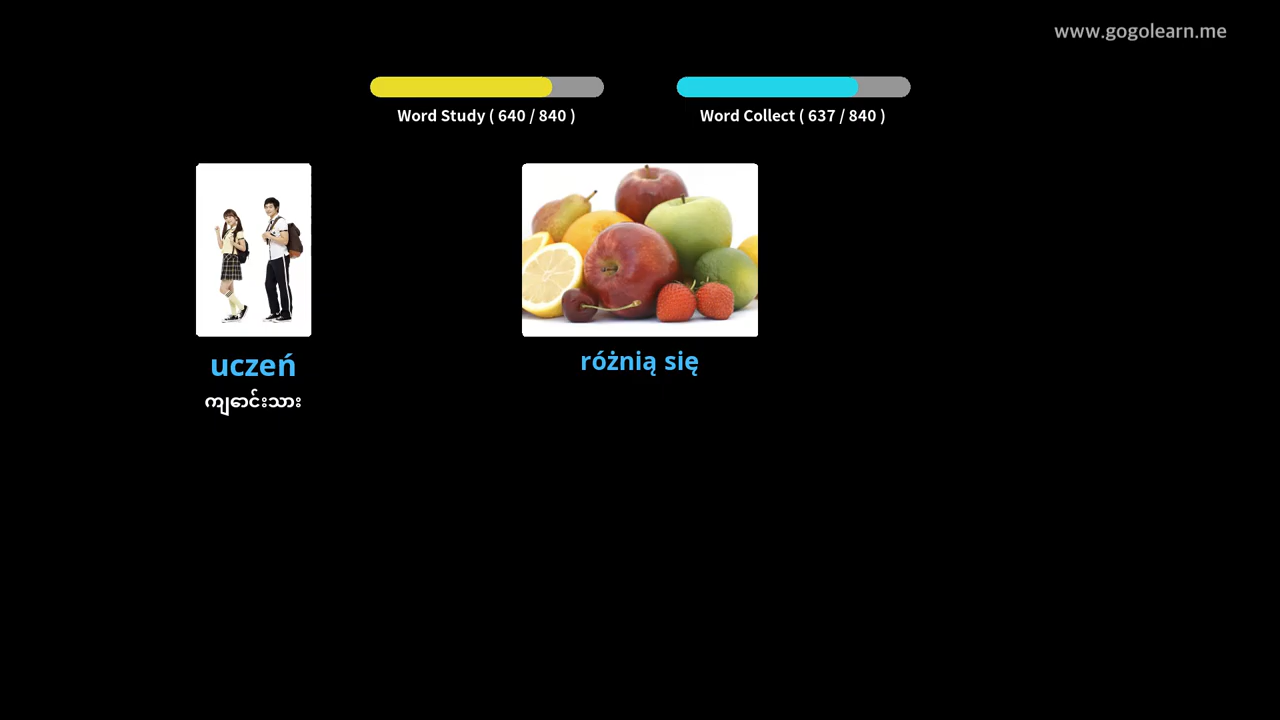 www.gogolearn.me
Word Study ( 640 / 840 )
Word Collect ( 637 / 840 )
uczeń
ကျောင်းသား
różnią się